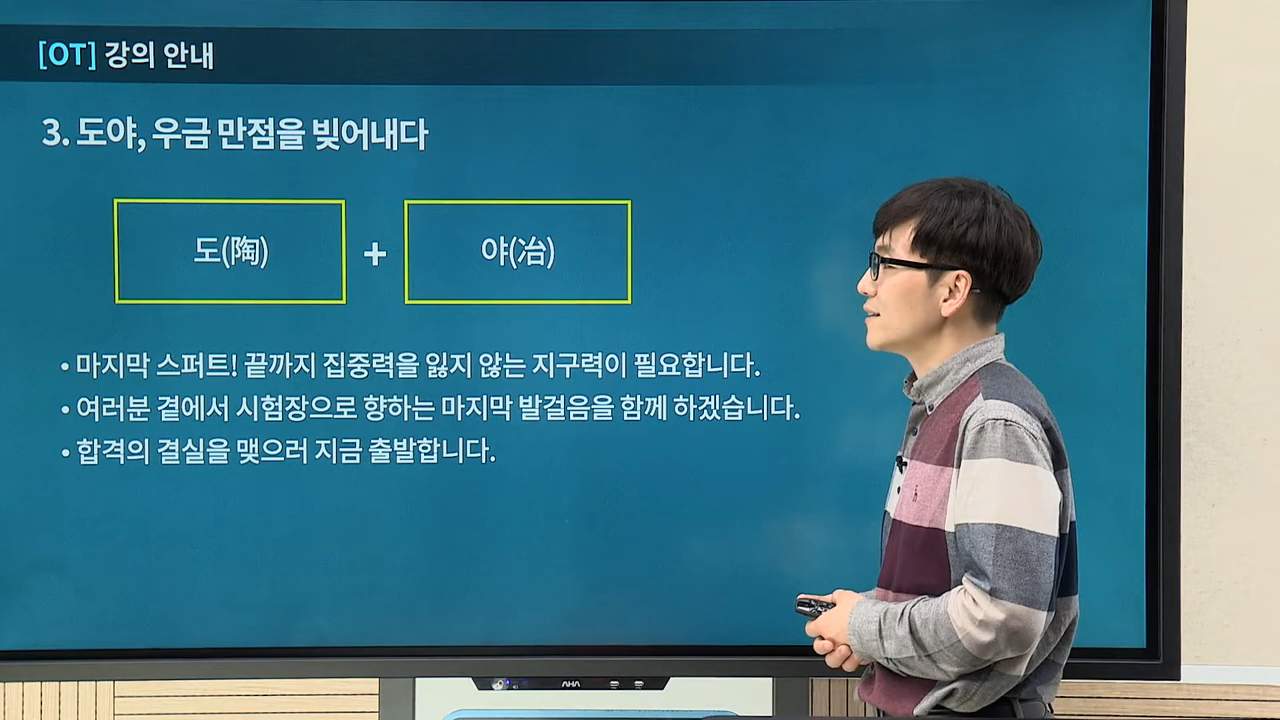 [OT] 강의 안내
3. 도야, 우금 만점을 빚어내다
도(陶) + 야(冶)
• 마지막 스퍼트! 끝까지 집중력을 잃지 않는 지구력이 필요합니다.
• 여러분 곁에서 시험장으로 향하는 마지막 발걸음을 함께 하겠습니다.
• 합격의 결실을 맺으러 지금 출발합니다.
AHA